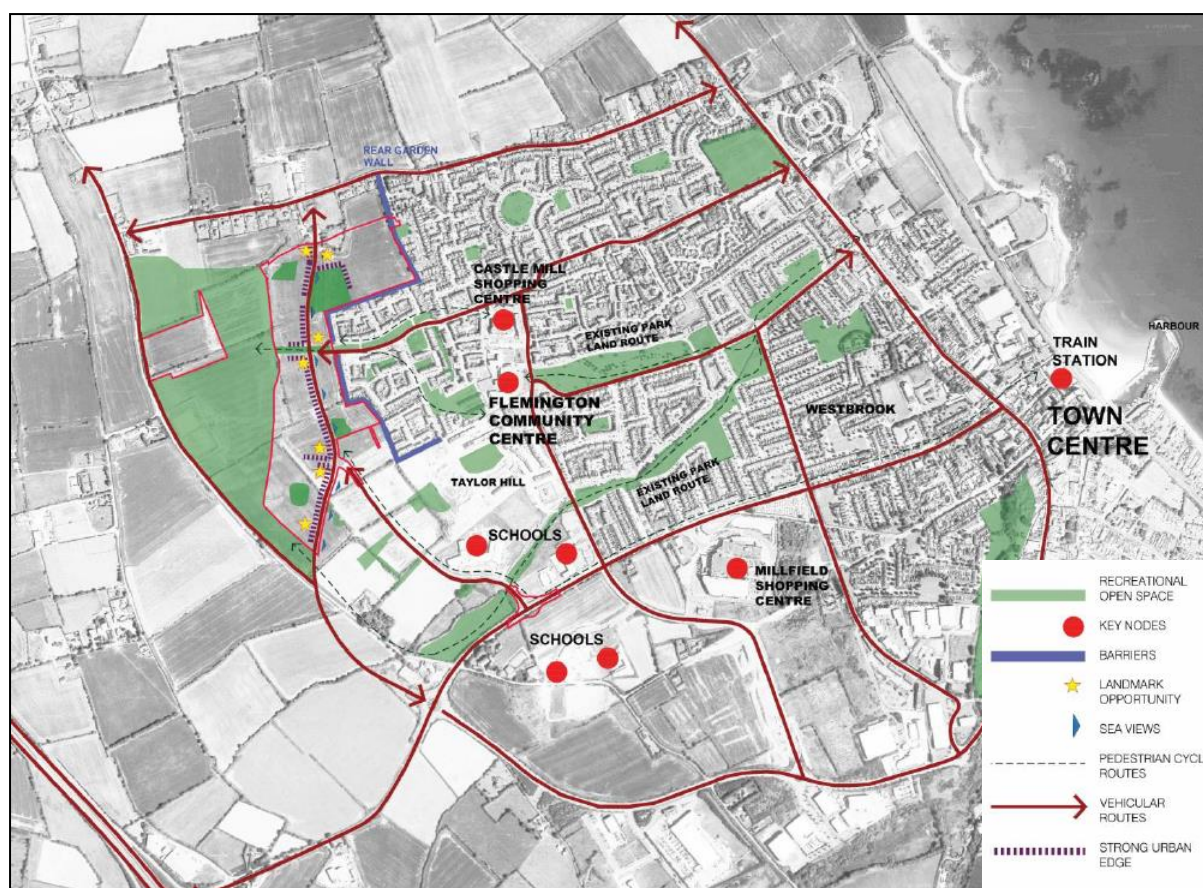 REAR GARDEN
WALL
CASTLE MILL
SHOPPING
CENTRE
HARBOUR
EXISTING PARK
LAND ROUTE
TRAIN
STATION
FLEMINGTON
COMMUNITY
CENTRE
WESTBROOK
TOWN
CENTRE
TAYLOR HILL
EXISTING PARK
LAND ROUTE
SCHOOLS
MILLFIELD
SHOPPING
CENTRE
SCHOOLS
RECREATIONAL
OPEN SPACE
KEY NODES
BARRIERS
LANDMARK
OPPORTUNITY
SEA VIEWS
PEDESTRIAN CYCL
ROUTES
VEHICULAR
ROUTES
STRONG URBAN
EDGE